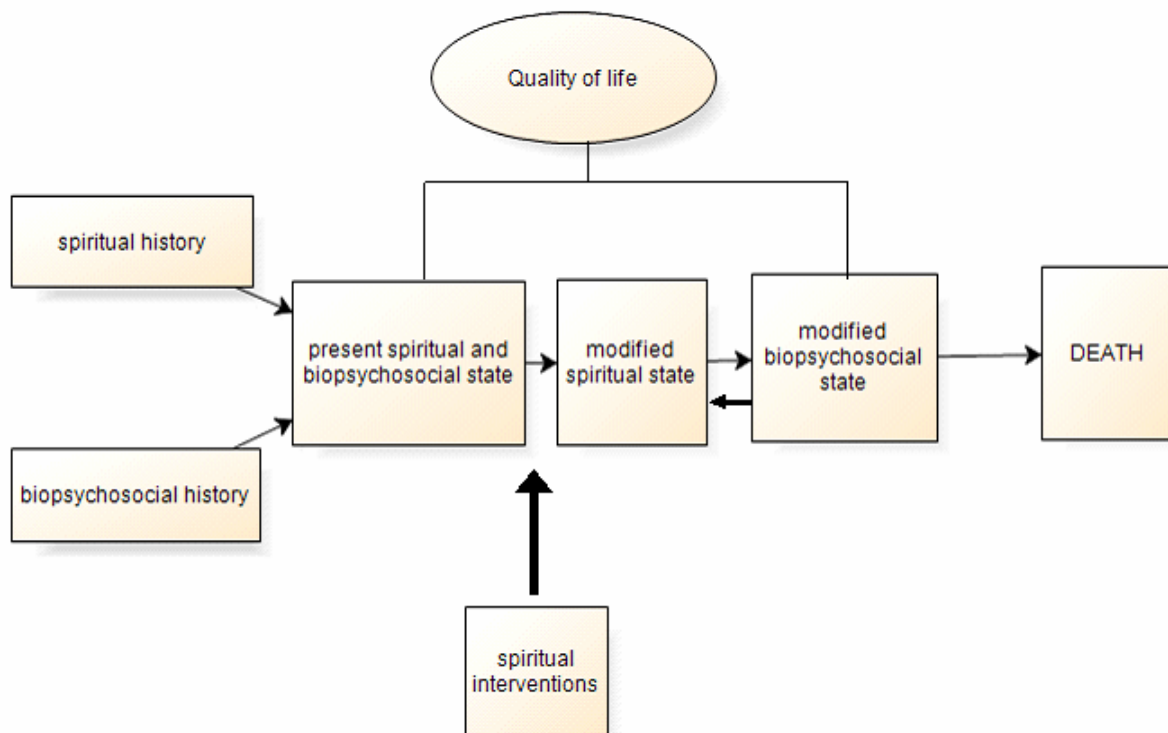 Quality of life
spiritual history
present spiritual and
biopsychosocial state
modified
spiritual state
modified
biopsychosocial
state
DEATH
biopsychosocial history
spiritual
interventions